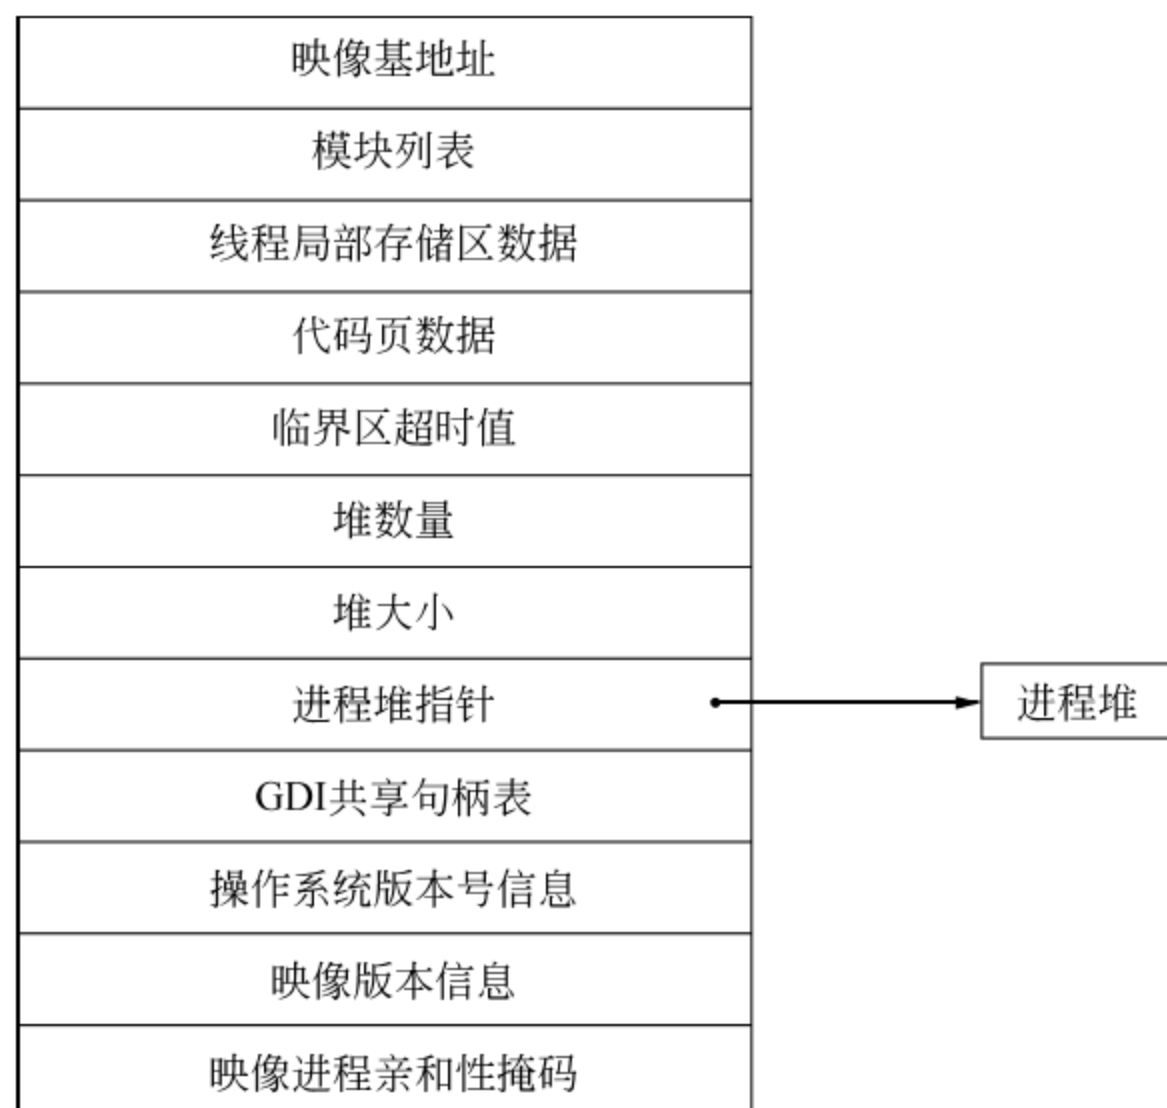 映像基地址
模块列表
线程局部存储区数据
代码页数据
临界区超时值
堆数量
堆大小
进程堆指针
进程堆
GDI共享句柄表
操作系统版本号信息
映像版本信息
映像进程亲和性掩码